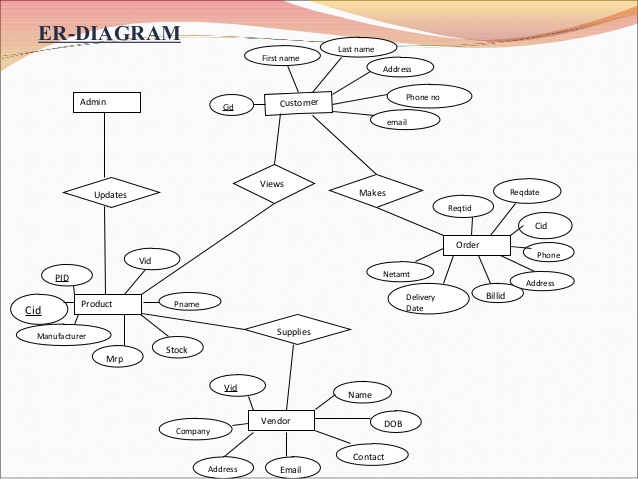 ER-DIAGRAM
Last name
First name
Address
Phone no
Admin
Cid
Customer
email
Views
Updates
Makes
Reqdate
Reqtid
Cid
Order
Phone
Vid
PID
Netamt
Address
Delivery
Date
Billid
Cid
Product
Pname
Manufacturer
Supplies
Stock
Mrp
Vid
Name
Company
Vendor
DOB
Contact
Address
Email